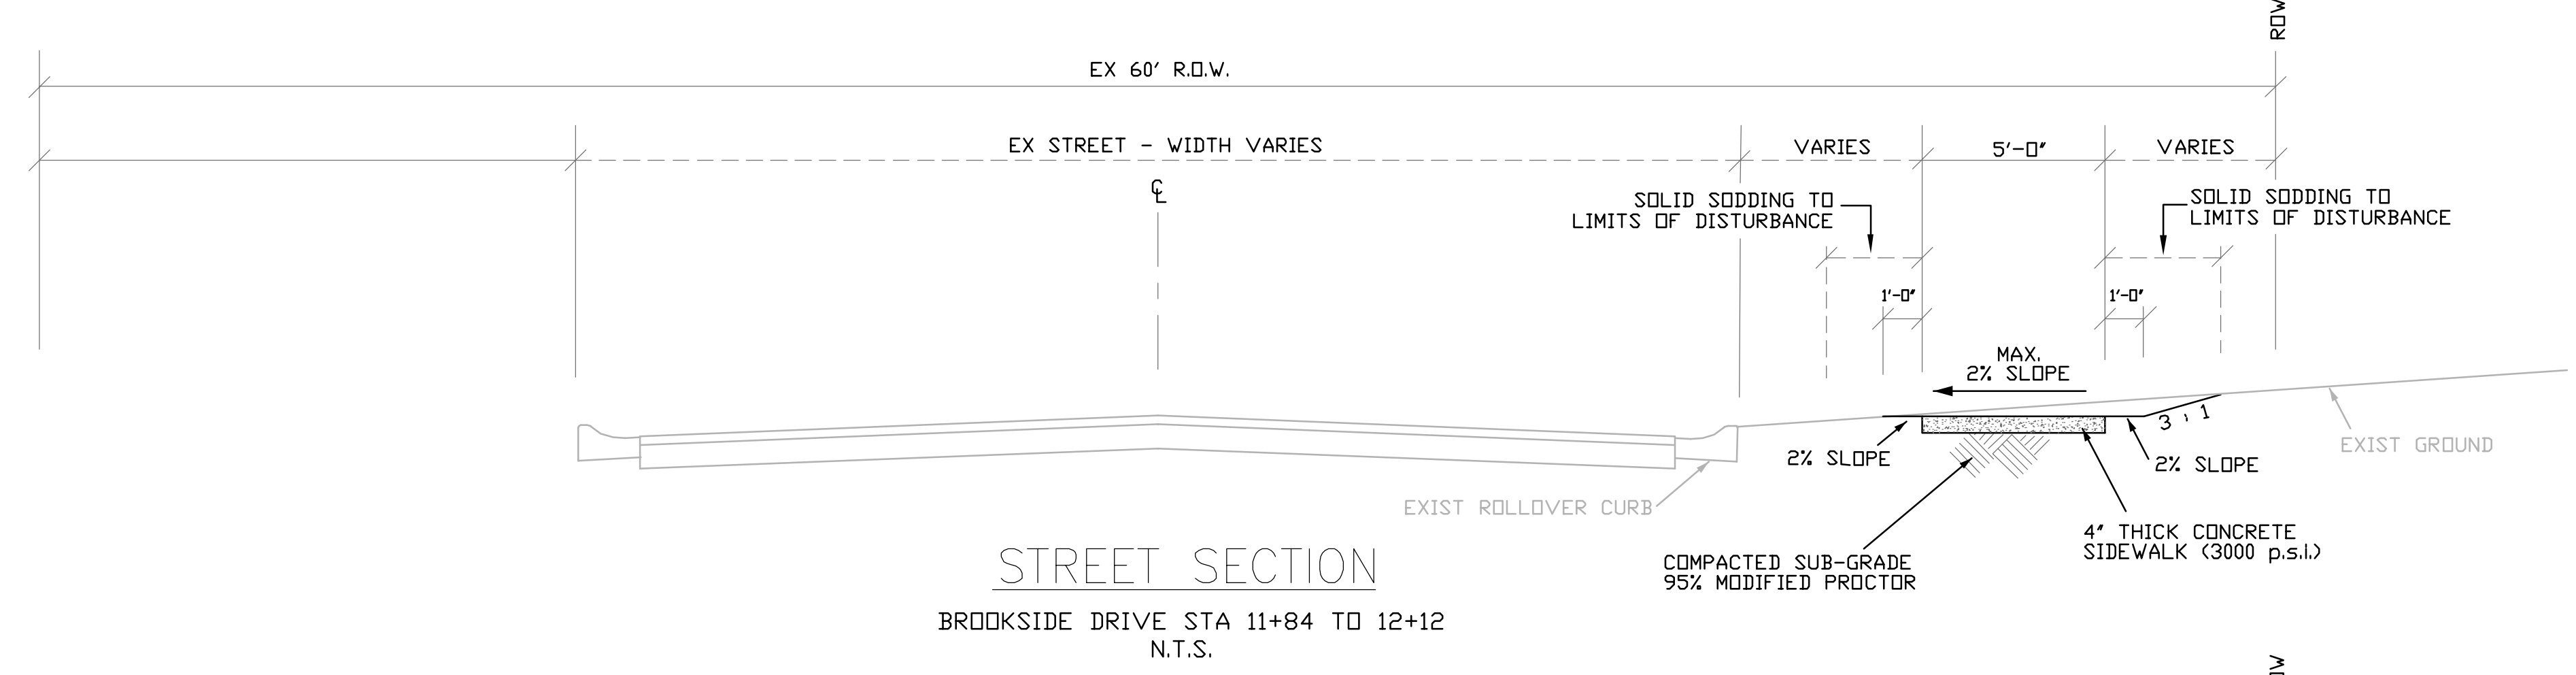 ROW
EX 60' R.O.W.
EX STREET - WIDTH VARIES
VARIES
5'-0"
VARIES
℄
SOLID SODDING TO
LIMITS OF DISTURBANCE
SOLID SODDING TO
LIMITS OF DISTURBANCE
1'-0"
1'-0"
MAX.
2% SLOPE
3 : 1
2% SLOPE
2% SLOPE
EXIST GROUND
EXIST ROLLOVER CURB
4" THICK CONCRETE
SIDEWALK (3000 p.s.i.)
COMPACTED SUB-GRADE
95% MODIFIED PROCTOR
STREET SECTION
BROOKSIDE DRIVE STA 11+84 TO 12+12
N.T.S.